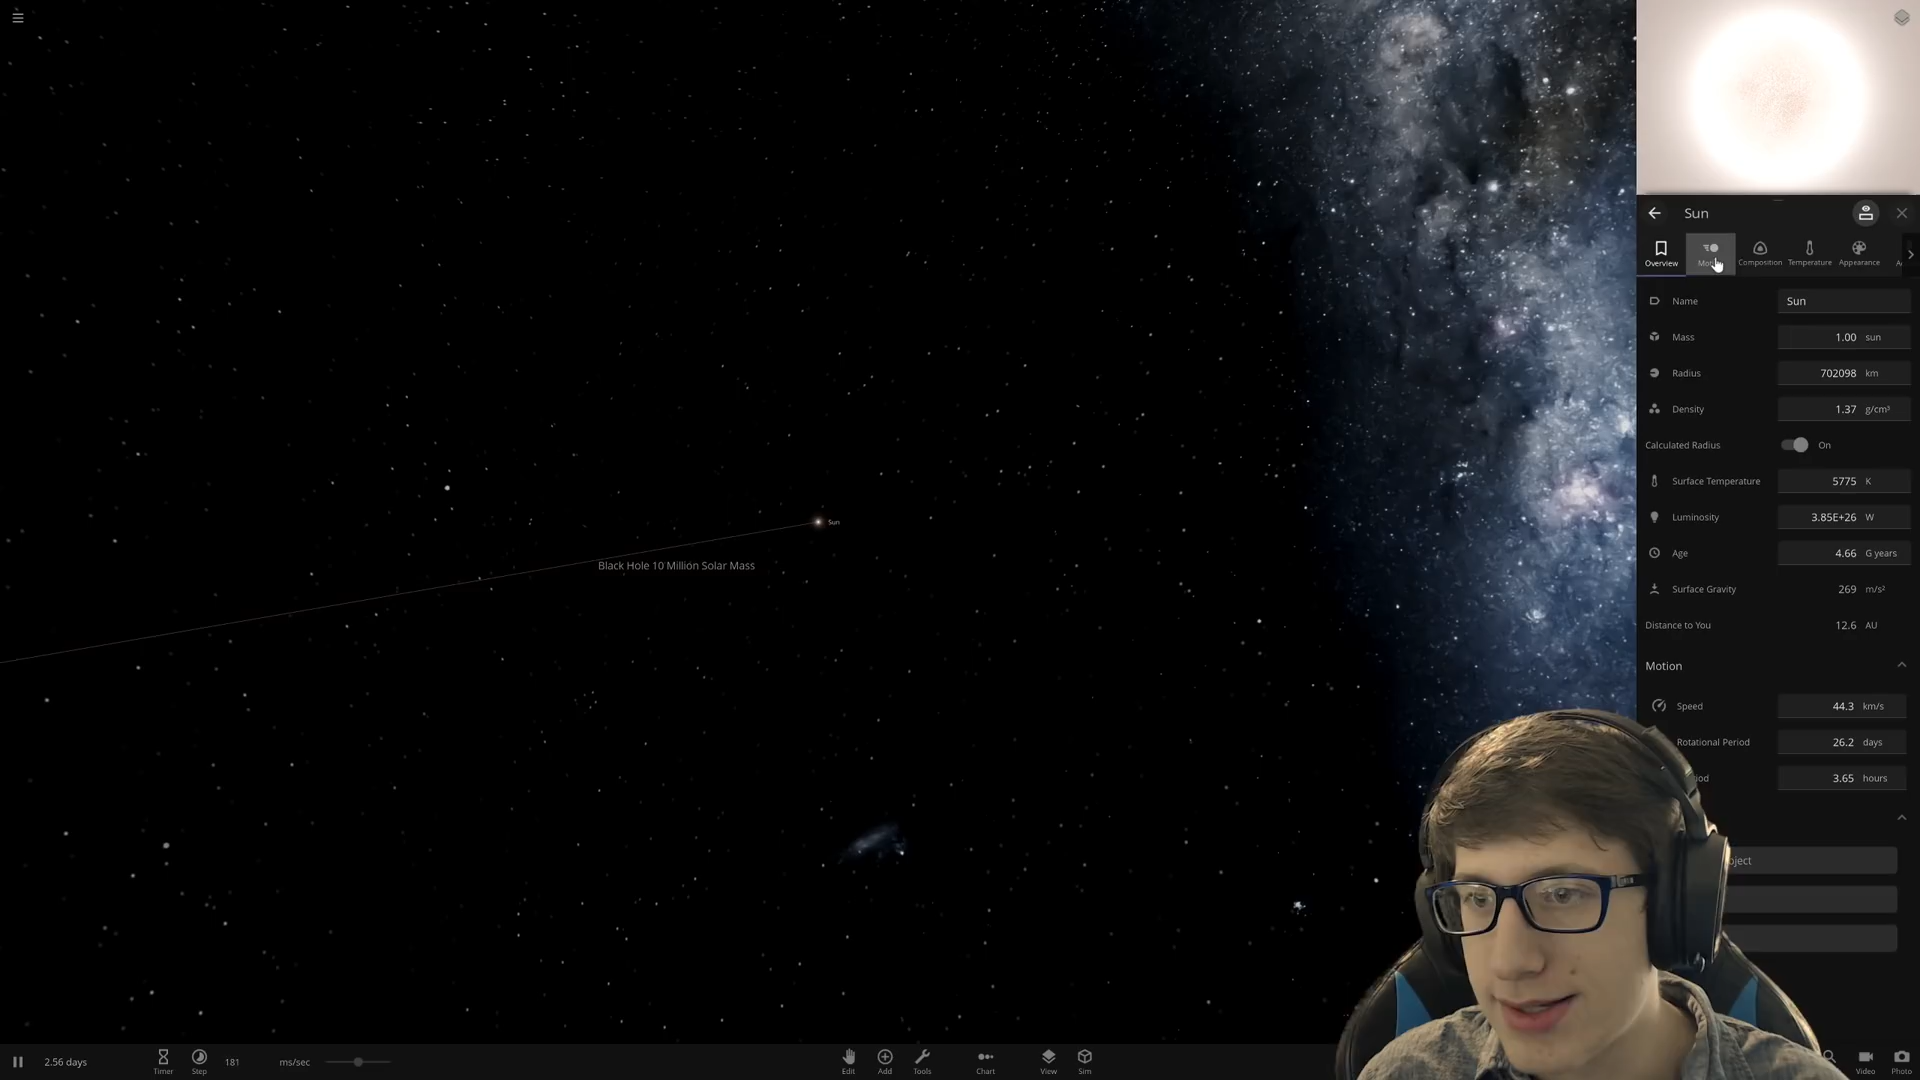 Sun
Overview
Composition
Temperature
Appearance
Name
Sun
Mass
1.00 sun
Radius
702098 km
Density
1.37 g/cm³
Calculated Radius
On
Surface Temperature
5775 K
Luminosity
3.85E+26 W
Age
4.66 G years
Surface Gravity
269 m/s²
Distance to You
12.6 AU
Motion
Speed
44.3 km/s
Rotational Period
26.2 days
3.65 hours
Sun
Black Hole 10 Million Solar Mass
2.56 days
Timer
Step
181 ms/sec
Edit
Add
Tools
Chart
View
Sim
Video
Photo